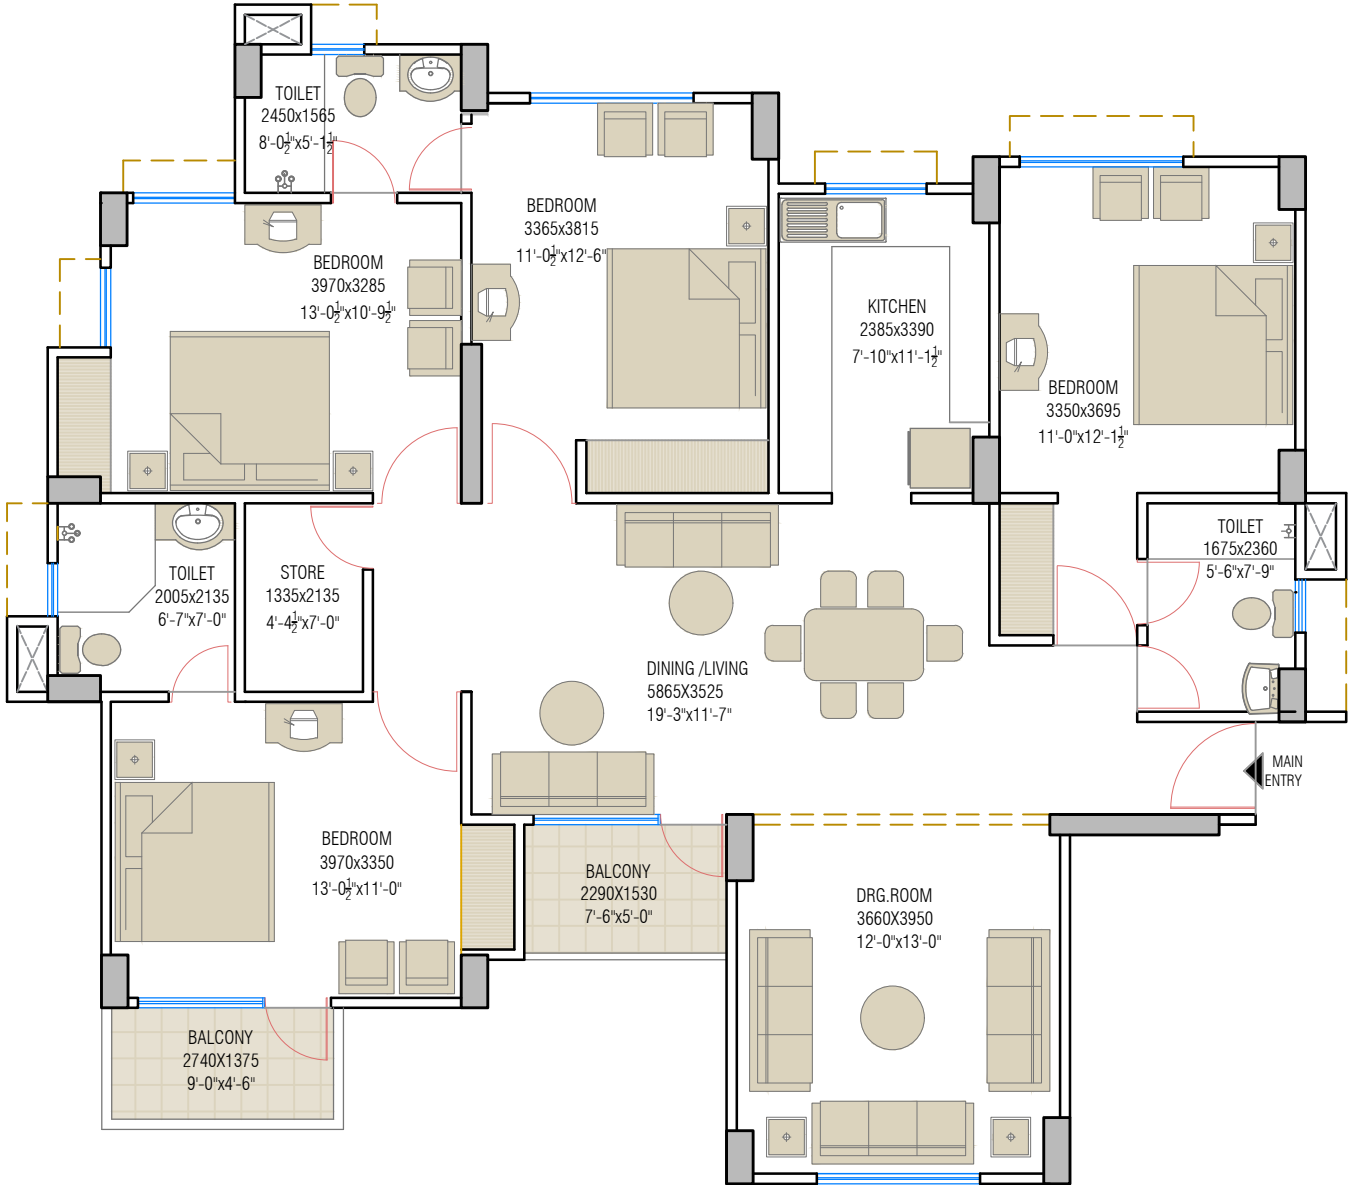 TOILET
2450x1565
8'-0½"x5'-1½"
BEDROOM
3365x3815
11'-0½"x12'-6"
BEDROOM
3970x3285
13'-0½"x10'-9½"
KITCHEN
2385x3390
7'-10"x11'-1½"
BEDROOM
3350x3695
11'-0"x12'-1½"
TOILET
1675x2360
5'-6"x7'-9"
TOILET
2005x2135
6'-7"x7'-0"
STORE
1335x2135
4'-4½"x7'-0"
DINING /LIVING
5865X3525
19'-3"x11'-7"
MAIN
ENTRY
BEDROOM
3970x3350
13'-0½"x11'-0"
BALCONY
2290X1530
7'-6"x5'-0"
DRG.ROOM
3660X3950
12'-0"x13'-0"
BALCONY
2740X1375
9'-0"x4'-6"